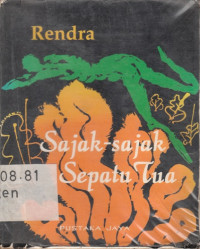 Rendra
Sajak-sajak
Sepatu Tua
08-81
en
PUSTAKA JAYA